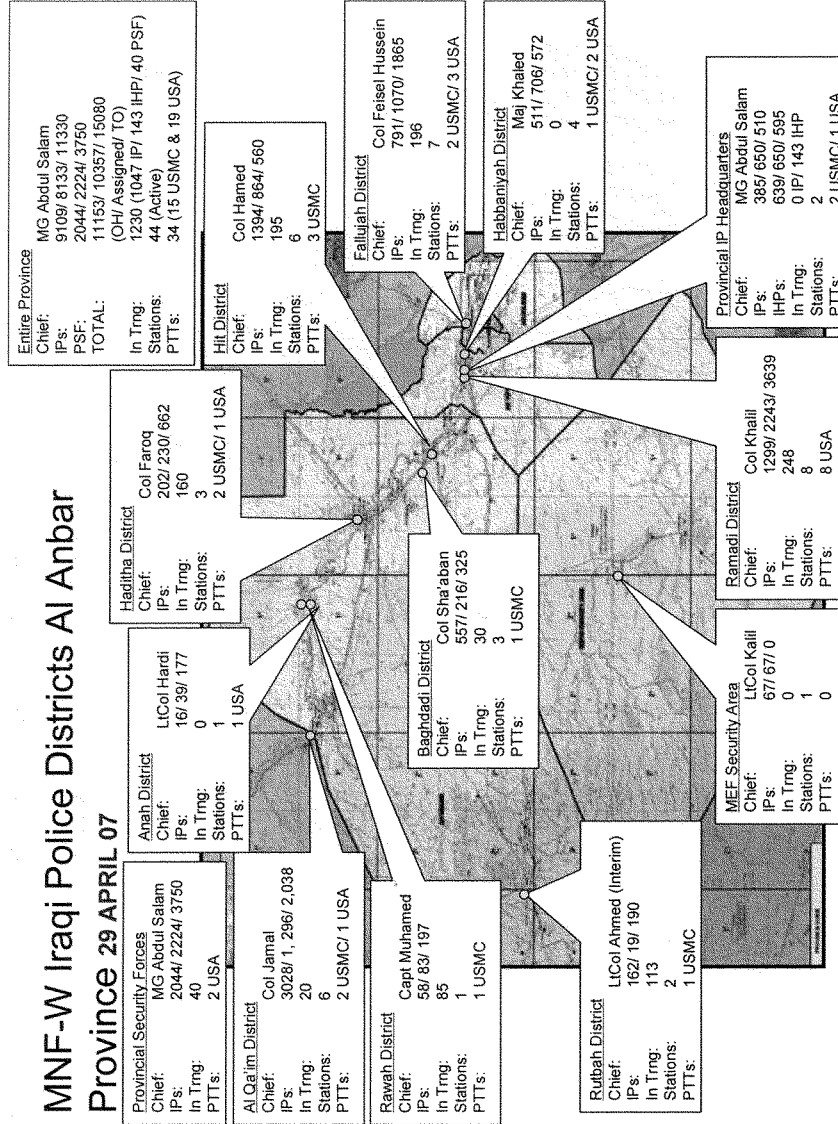 MNF-W Iraqi Police Districts Al Anbar
Province 29 APRIL 07
Provincial Security Forces
Chief: MG Abdul Salam
IPs: 2044/ 2224/ 3750
In Trng: 40
PTTs: 2 USA
Anah District
Chief: LtCol Hardi
IPs: 16/ 39/ 177
In Trng: 0
Stations: 1
PTTs: 1 USA
Haditha District
Chief: Col Faroq
IPs: 202/ 230/ 662
In Trng: 160
Stations: 3
PTTs: 2 USMC/ 1 USA
Entire Province
Chief: MG Abdul Salam
IPs: 9109/ 8133/ 11330
PSF: 2044/ 2224/ 3750
TOTAL: 11153/ 10357/ 15080
(OH/ Assigned/ TO)
In Trng: 1230 (1047 IP/ 143 IHP/ 40 PSF)
Stations: 44 (Active)
PTTs: 34 (15 USMC & 19 USA)
Al Qa'im District
Chief: Col Jamal
IPs: 3028/ 1, 296/ 2,038
In Trng: 20
Stations: 6
PTTs: 2 USMC/ 1 USA
Hit District
Chief: Col Hamed
IPs: 1394/ 864/ 560
In Trng: 195
Stations: 6
PTTs: 3 USMC
Rawah District
Chief: Capt Muhamed
IPs: 58/ 83/ 197
In Trng: 85
Stations: 1
PTTs: 1 USMC
Baghdadi District
Chief: Col Sha'aban
IPs: 557/ 216/ 325
In Trng: 30
Stations: 3
PTTs: 1 USMC
Fallujah District
Chief: Col Feisel Hussein
IPs: 791/ 1070/ 1865
In Trng: 196
Stations: 7
PTTs: 2 USMC/ 3 USA
Habbaniyah District
Chief: Maj Khaled
IPs: 511/ 706/ 572
In Trng: 0
Stations: 4
PTTs: 1 USMC/ 2 USA
Rutbah District
Chief: LtCol Ahmed (Interim)
IPs: 162/ 19/ 190
In Trng: 113
Stations: 2
PTTs: 1 USMC
MEF Security Area
Chief: LtCol Kalil
IPs: 67/ 67/ 0
In Trng: 0
Stations: 1
PTTs: 0
Ramadi District
Chief: Col Khalil
IPs: 1299/ 2243/ 3639
In Trng: 248
Stations: 8
PTTs: 8 USA
Provincial IP Headquarters
Chief: MG Abdul Salam
IPs: 385/ 650/ 510
IHPs: 639/ 650/ 595
In Trng: 0 IP/ 143 IHP
Stations: 2
PTTs: 2 USMC/ 1 USA